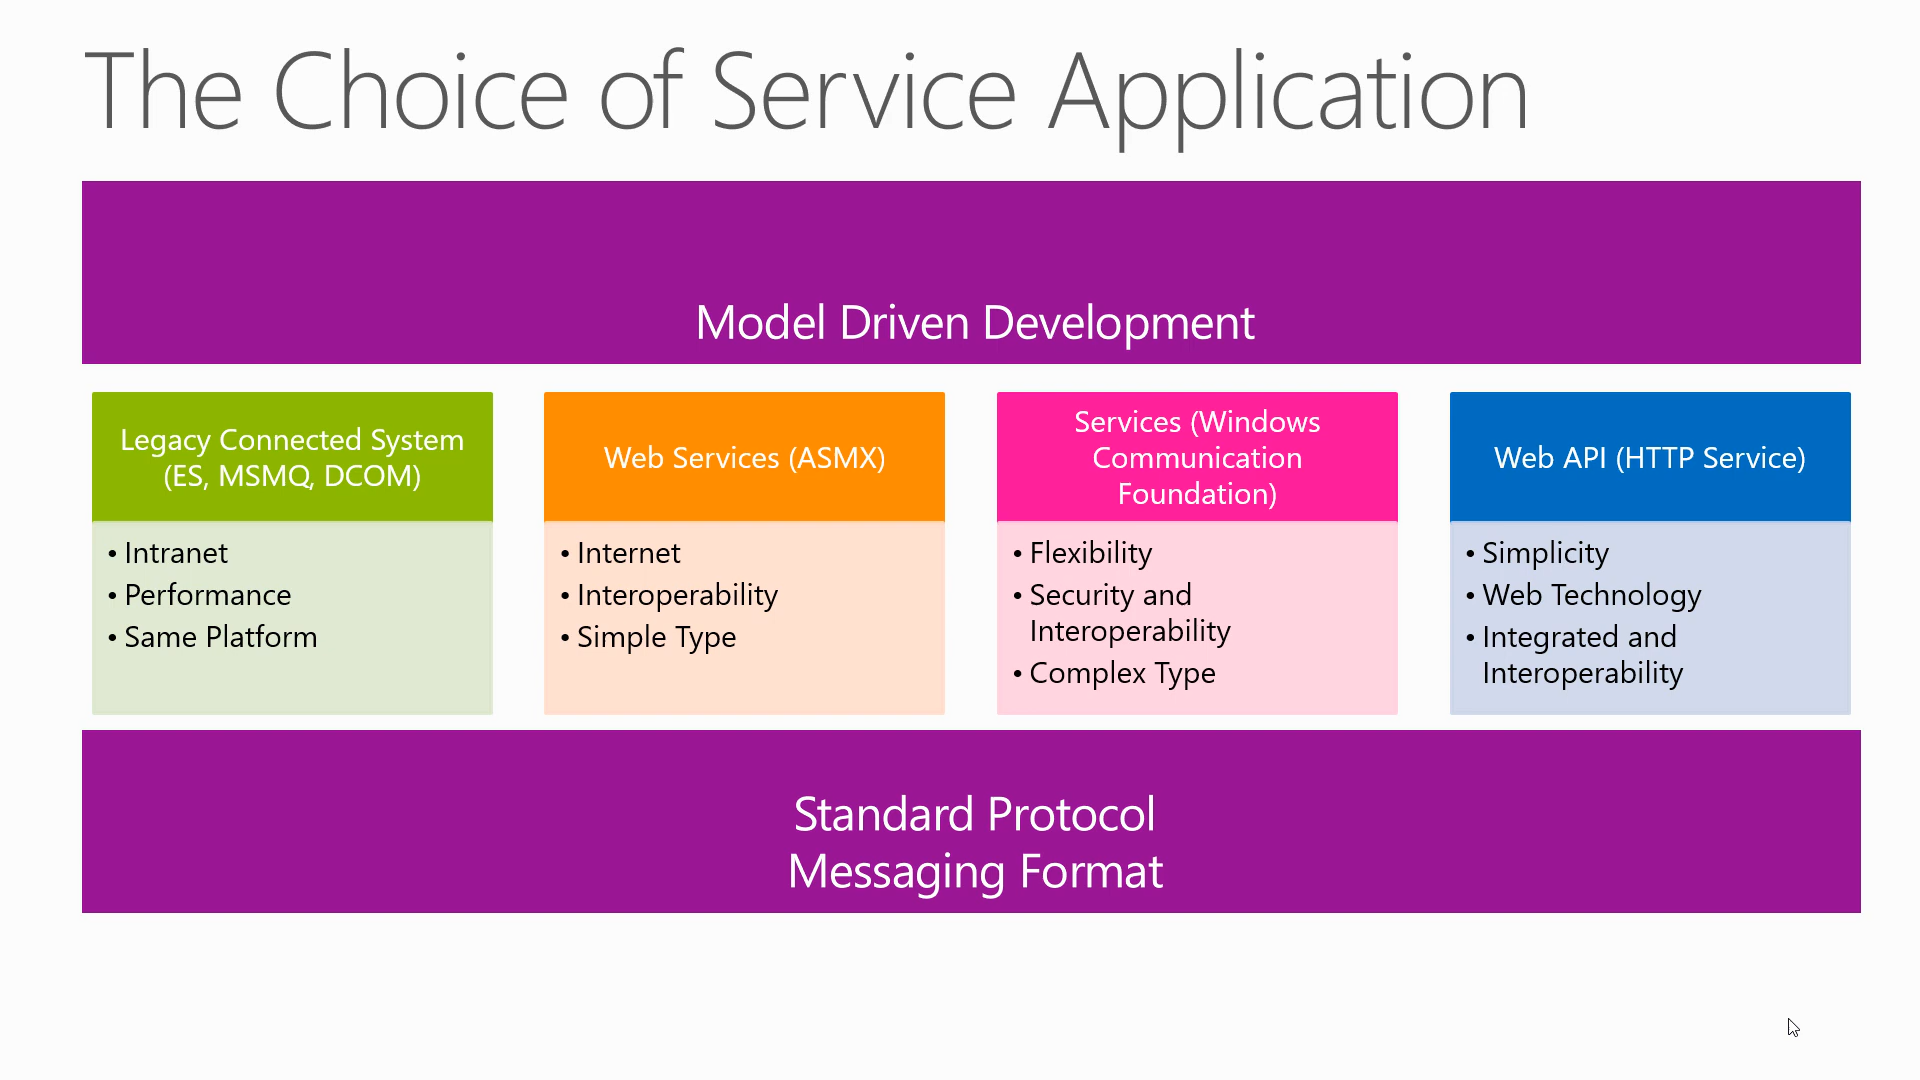 The Choice of Service Application
Model Driven Development
Legacy Connected System
(ES, MSMQ, DCOM)
• Intranet
• Performance
• Same Platform
Web Services (ASMX)
• Internet
• Interoperability
• Simple Type
Services (Windows
Communication
Foundation)
• Flexibility
• Security and
Interoperability
• Complex Type
Web API (HTTP Service)
• Simplicity
• Web Technology
• Integrated and
Interoperability
Standard Protocol
Messaging Format